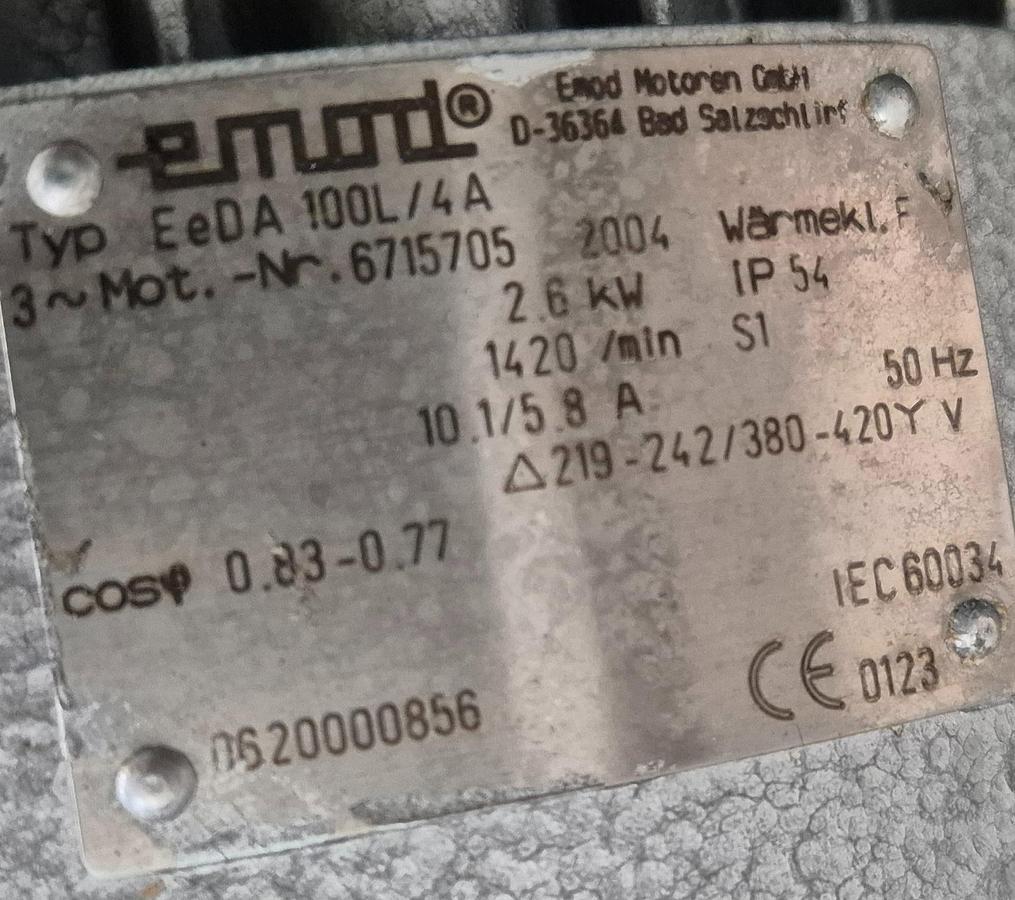 emod®
Emod Motoren GmbH
D-36364 Bad Salzschlirf
Typ EeDA 100L/4A
3~Mot.-Nr.6715705 2004 Wärmekl. F
2.6 kW IP 54
1420 /min S1
10.1/5.8 A 50 Hz
△219-242/380-420Y V
cosφ 0.83-0.77
IEC60034
CE 0123
0620000856